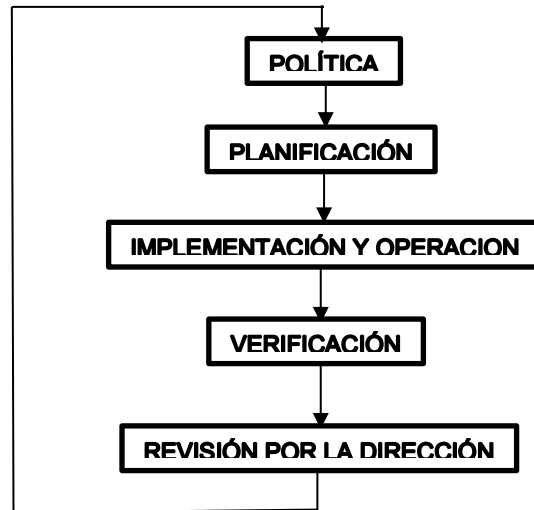 POLÍTICA
PLANIFICACIÓN
IMPLEMENTACIÓN Y OPERACION
VERIFICACIÓN
REVISIÓN POR LA DIRECCIÓN